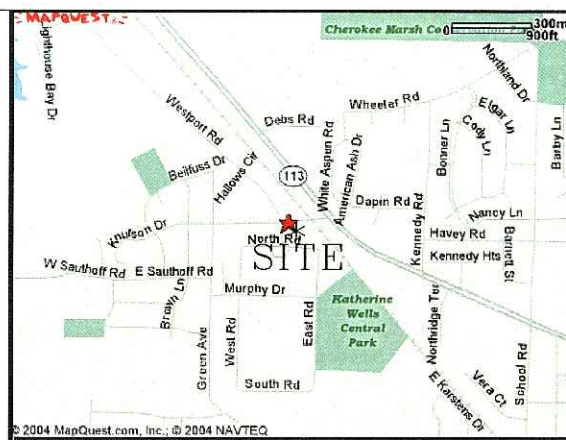 MAPQUEST
300m
0
900ft
Cherokee Marsh Co
Lighthouse Bay Dr
Northland Dr
Westport Rd
Wheeler Rd
Elgar Ln
Debs Rd
Cody Ln
Barby Ln
Bonner Ln
White Aspen Rd
American Ash Dr
Beilfuss Dr
Hallows Cir
113
Dapin Rd
Nancy Ln
Knutson Dr
Kennedy Rd
Havey Rd
North Rd
SITE
Kennedy Hts
Barnett St
W Sauthoff Rd
E Sauthoff Rd
Brown Ln
Murphy Dr
Katherine
Wells
Central
Park
Green Ave
West Rd
East Rd
Northridge Ter
School Rd
South Rd
E Karstens Dr
Vera Ct
© 2004 MapQuest.com, Inc.; © 2004 NAVTEQ